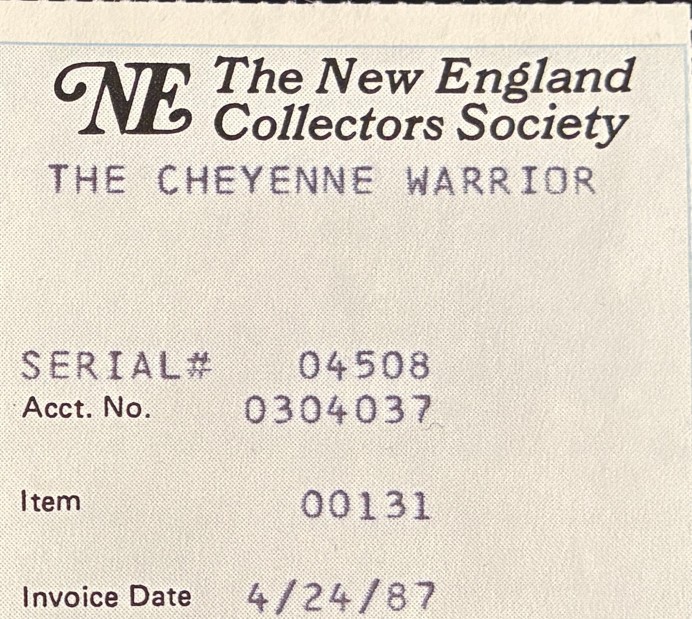 NE The New England
Collectors Society
THE CHEYENNE WARRIOR
SERIAL# 04508
Acct. No. 0304037
Item 00131
Invoice Date 4/24/87